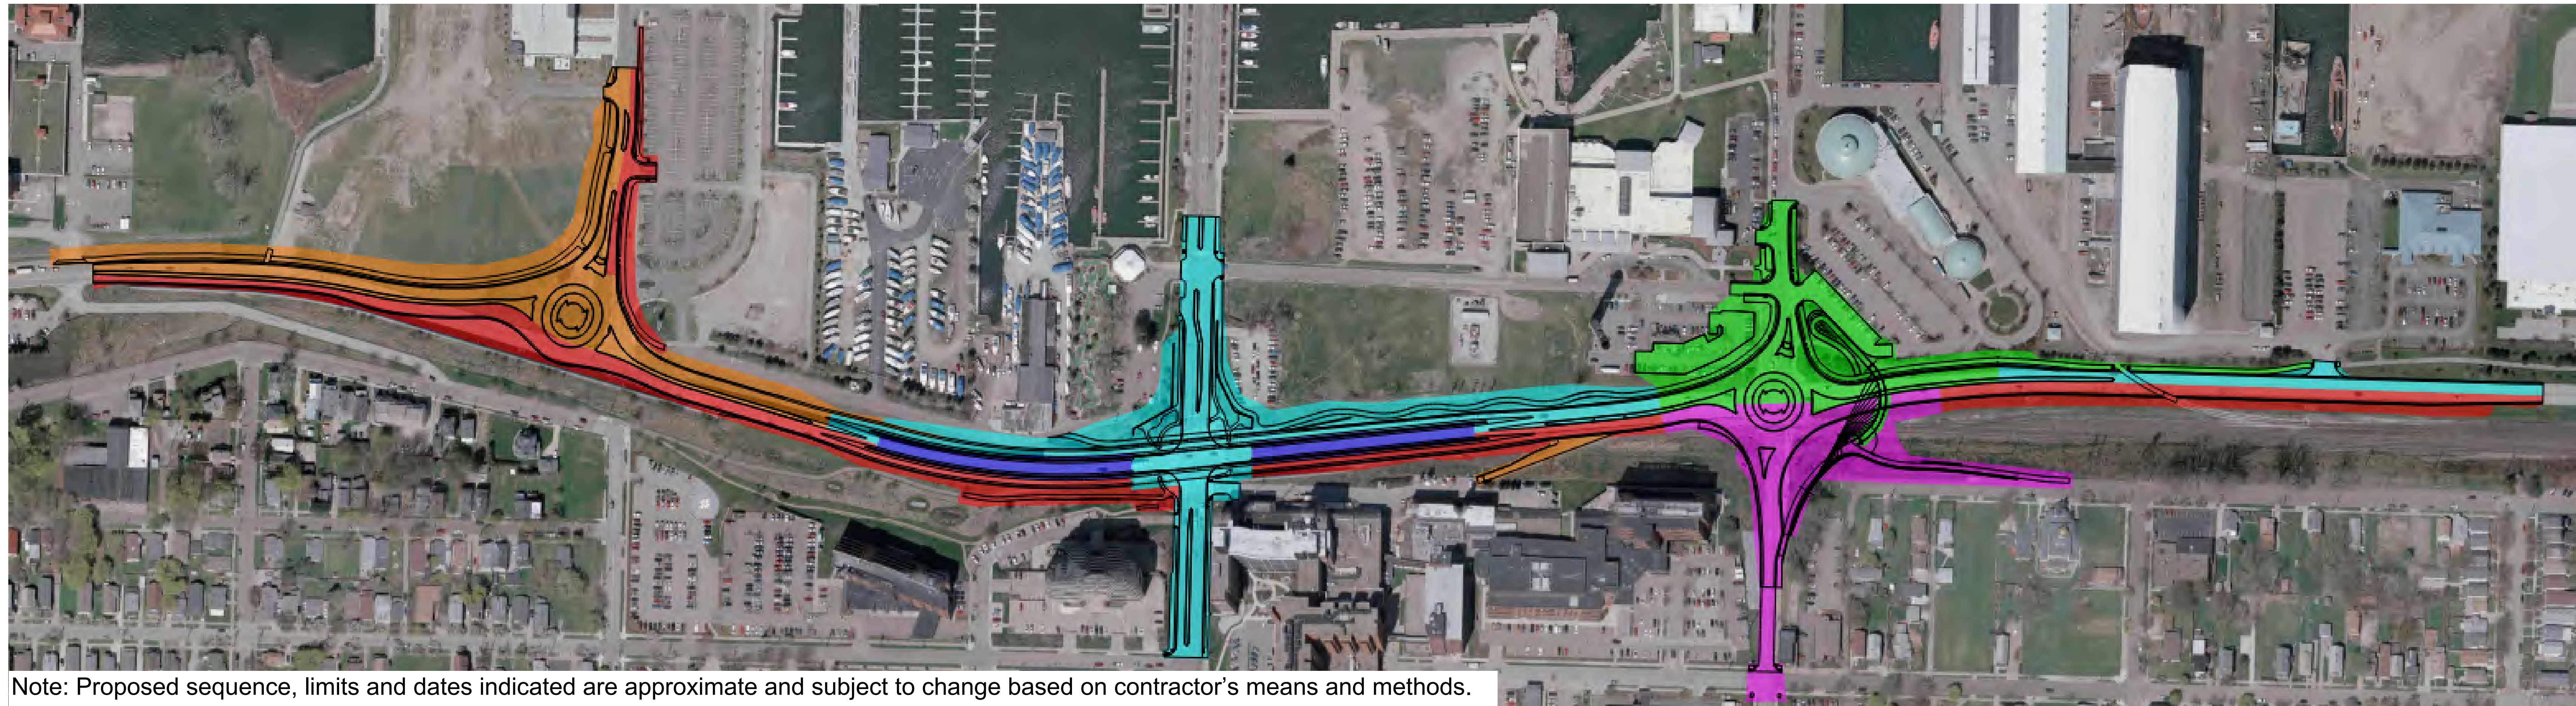 Note: Proposed sequence, limits and dates indicated are approximate and subject to change based on contractor's means and methods.